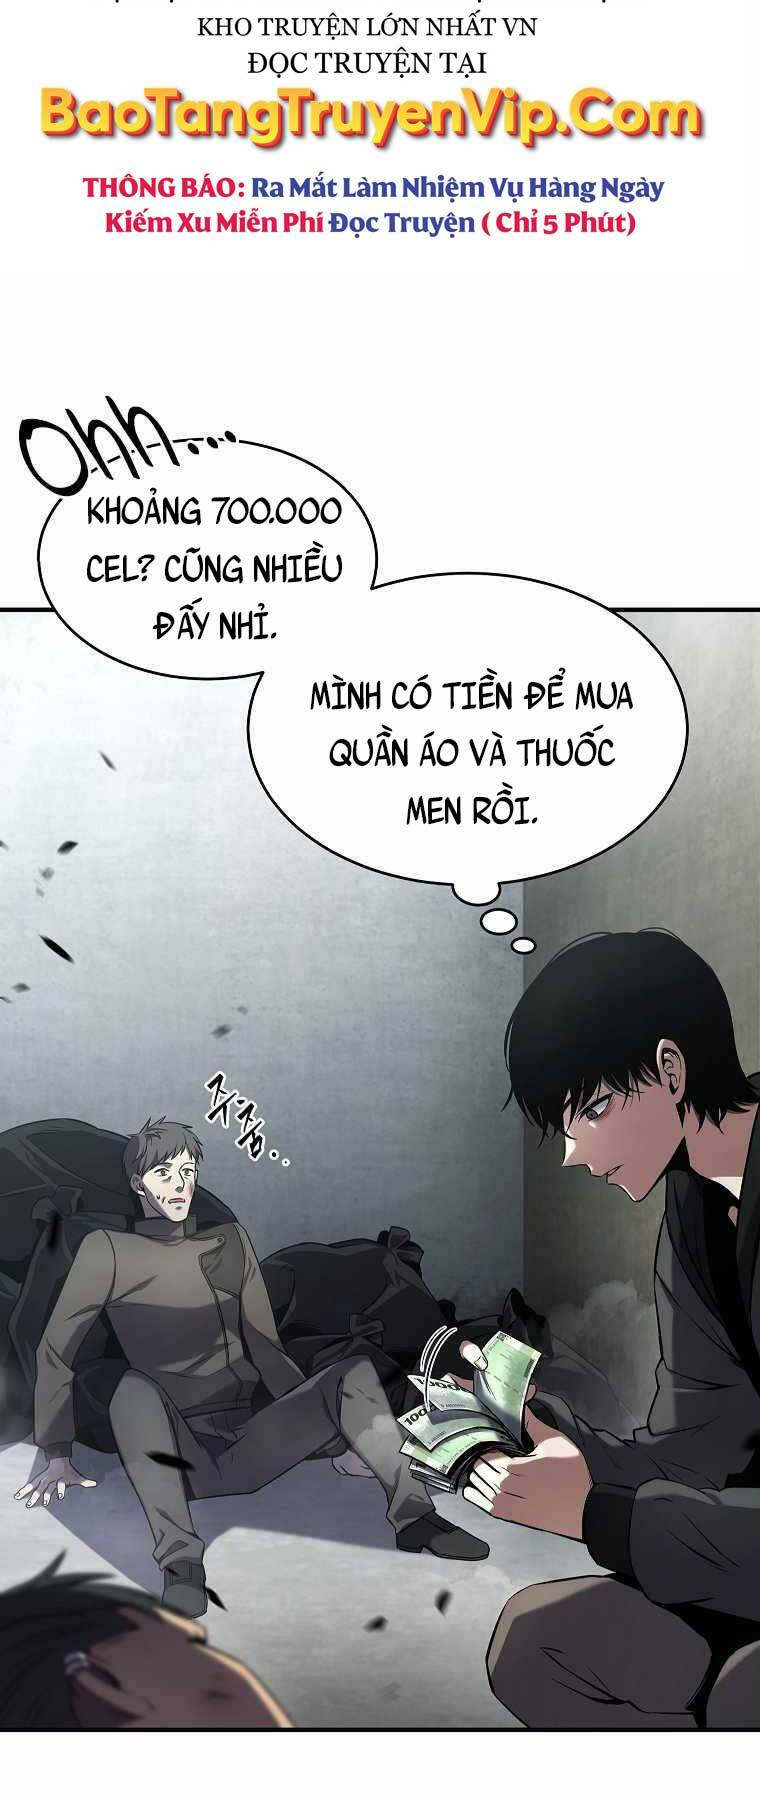 KHO TRUYỆN LỚN NHẤT VN
ĐỌC TRUYỆN TẠI
BaoTangTruyenVip.Com
THÔNG BÁO: Ra Mắt Làm Nhiệm Vụ Hàng Ngày
Kiếm Xu Miễn Phí Đọc Truyện ( Chỉ 5 Phút)
Ohh...
KHOẢNG 700.000
CEL? CŨNG NHIỀU
ĐẤY NHỈ.
MÌNH CÓ TIỀN ĐỂ MUA
QUẦN ÁO VÀ THUỐC
MEN RỒI.
주춤..